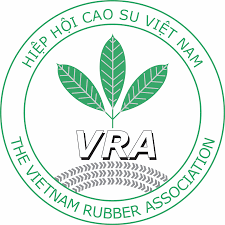 HIỆP HỘI CAO SU VIỆT NAM
VRA
THE VIETNAM RUBBER ASSOCIATION